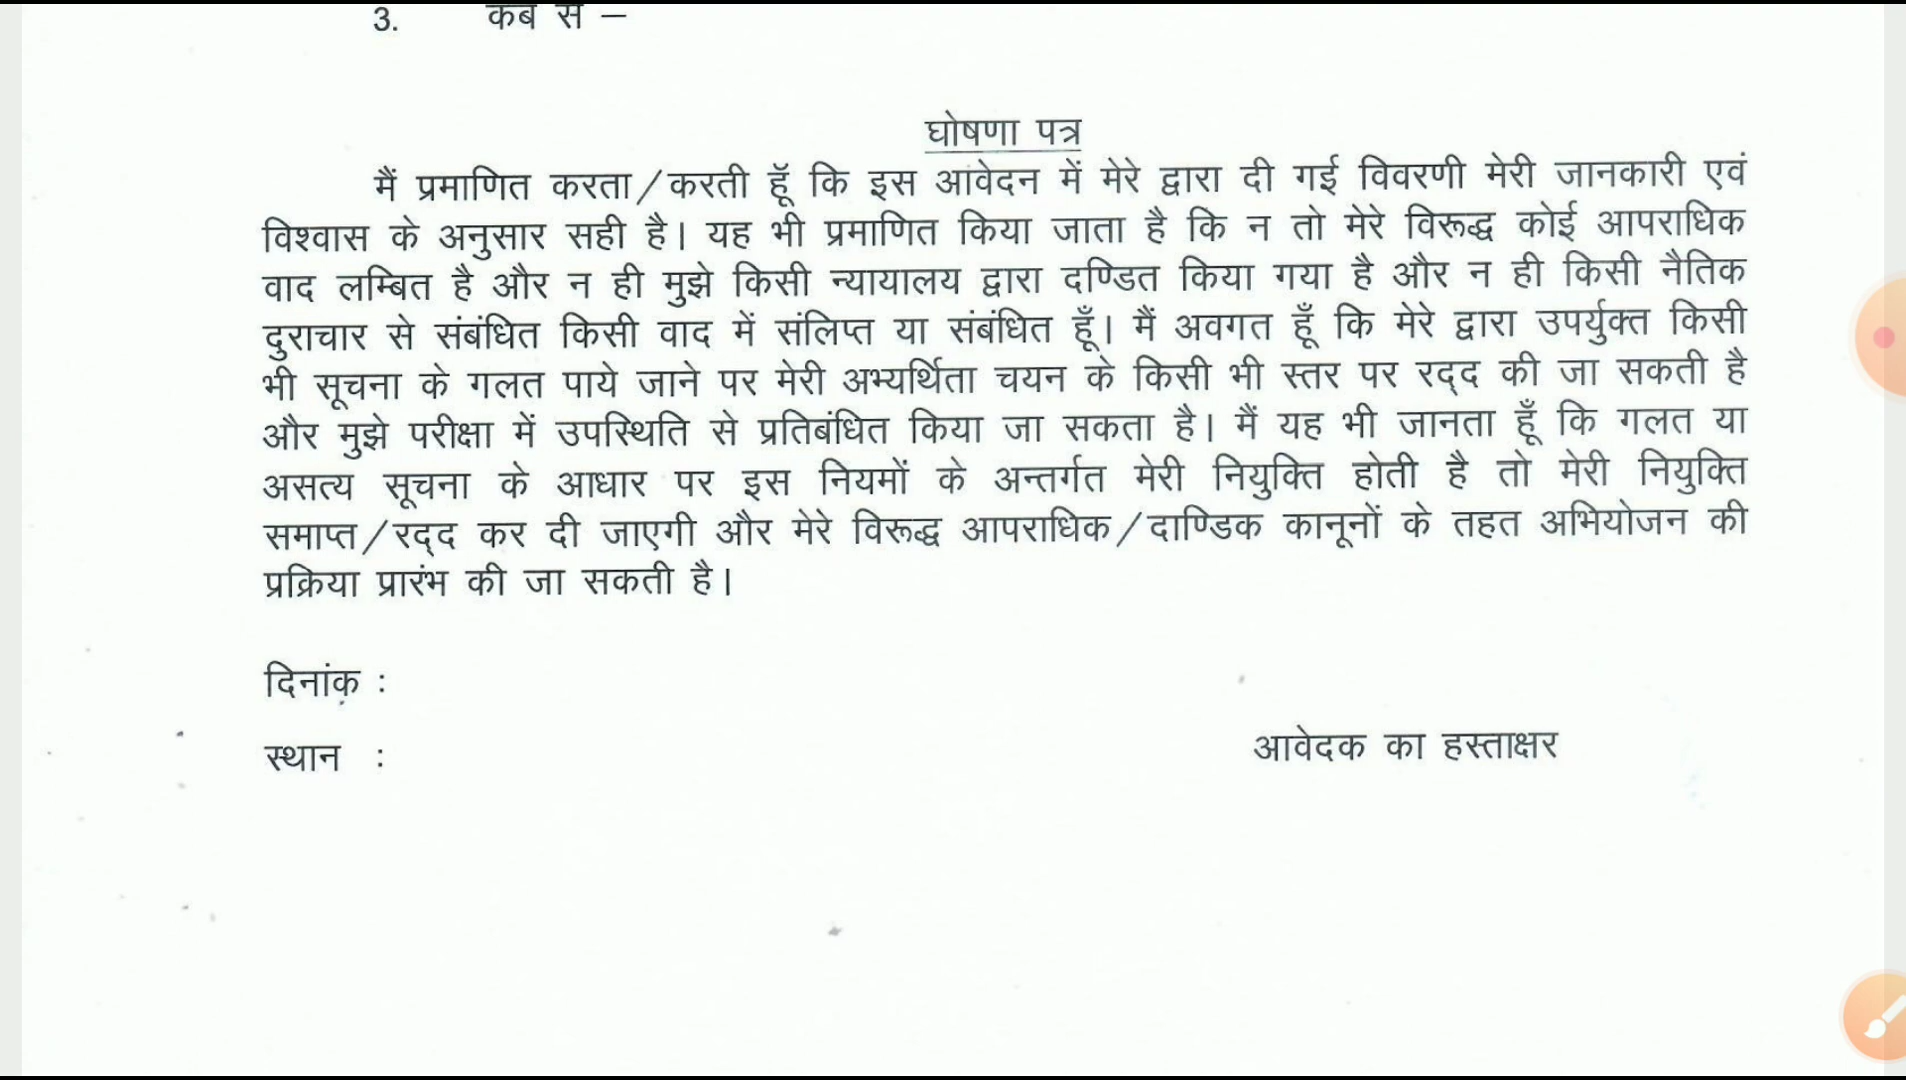 3. कब से –
घोषणा पत्र
मैं प्रमाणित करता/करती हूँ कि इस आवेदन में मेरे द्वारा दी गई विवरणी मेरी जानकारी एवं
विश्वास के अनुसार सही है। यह भी प्रमाणित किया जाता है कि न तो मेरे विरूद्ध कोई आपराधिक
वाद लम्बित है और न ही मुझे किसी न्यायालय द्वारा दण्डित किया गया है और न ही किसी नैतिक
दुराचार से संबंधित किसी वाद में संलिप्त या संबंधित हूँ। मैं अवगत हूँ कि मेरे द्वारा उपर्युक्त किसी
भी सूचना के गलत पाये जाने पर मेरी अभ्यर्थिता चयन के किसी भी स्तर पर रद्द की जा सकती है
और मुझे परीक्षा में उपस्थिति से प्रतिबंधित किया जा सकता है। मैं यह भी जानता हूँ कि गलत या
असत्य सूचना के आधार पर इस नियमों के अन्तर्गत मेरी नियुक्ति होती है तो मेरी नियुक्ति
समाप्त/रद्द कर दी जाएगी और मेरे विरूद्ध आपराधिक/दाण्डिक कानूनों के तहत अभियोजन की
प्रक्रिया प्रारंभ की जा सकती है।
दिनांक :
स्थान :
आवेदक का हस्ताक्षर